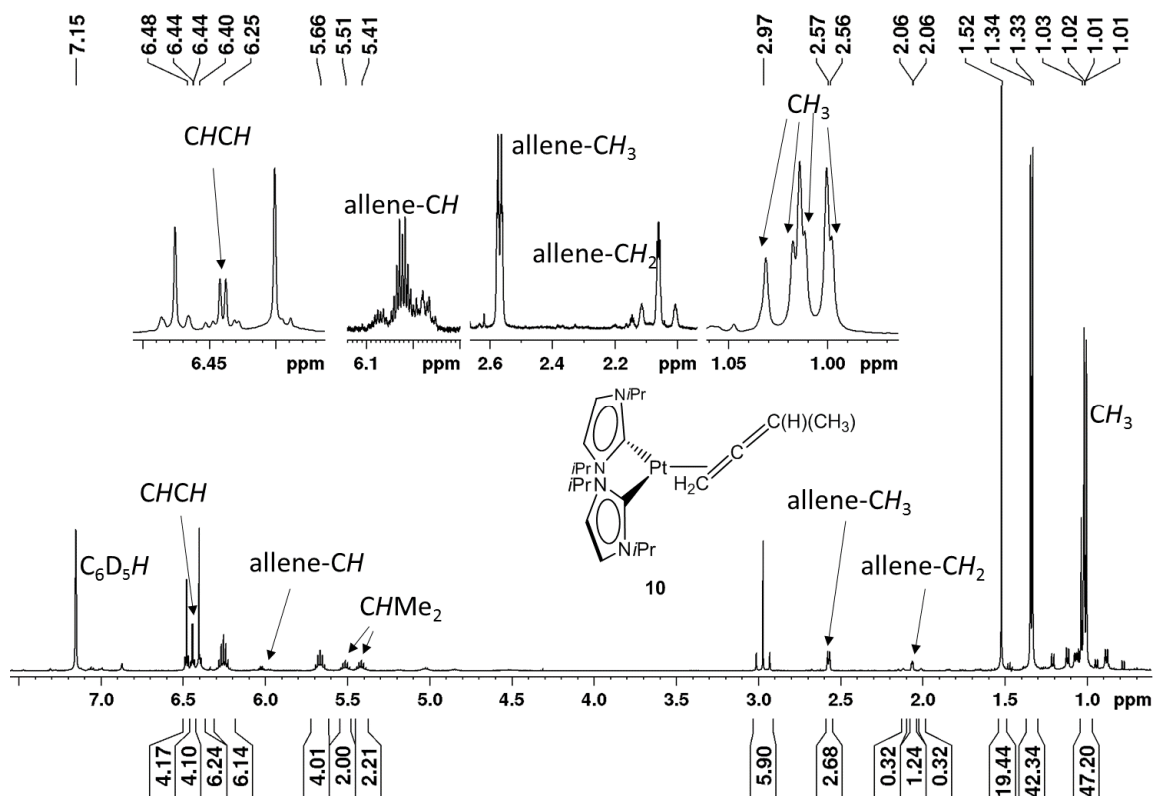 7.15
6.48
6.44
6.44
6.40
6.25
5.66
5.51
5.41
2.97
2.57
2.56
2.06
2.06
1.52
1.34
1.33
1.03
1.02
1.01
1.01
CHCH
allene-CH
allene-CH3
allene-CH2
CH3
6.45 ppm
6.1 ppm
2.6 2.4 2.2 ppm
1.05 1.00 ppm
NiPr
C(H)(CH3)
C
iPr N
Pt
iPr N
H2C
NiPr
10
CH3
CHCH
C6D5H
allene-CH
CHMe2
allene-CH3
allene-CH2
7.0 6.5 6.0 5.5 5.0 4.5 4.0 3.5 3.0 2.5 2.0 1.5 1.0 ppm
4.17
4.10
6.24
6.14
4.01
2.00
2.21
5.90
2.68
0.32
1.24
0.32
19.44
42.34
47.20